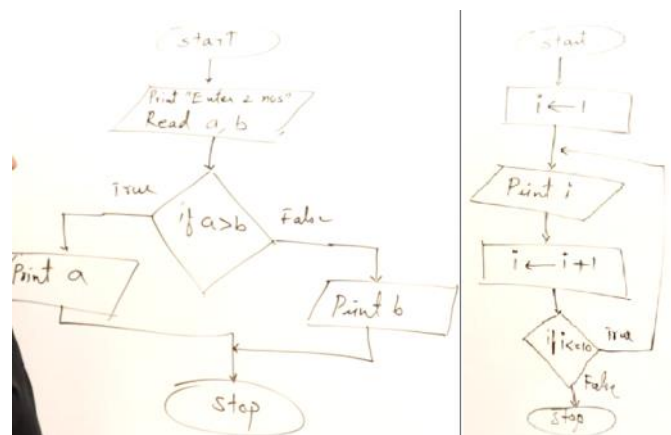 start
Print "Enter 2 nos"
Read a, b
True
if a>b
False
Print a
Print b
Stop
Start
i ← 1
Print i
i ← i+1
if i<=10
True
False
Stop